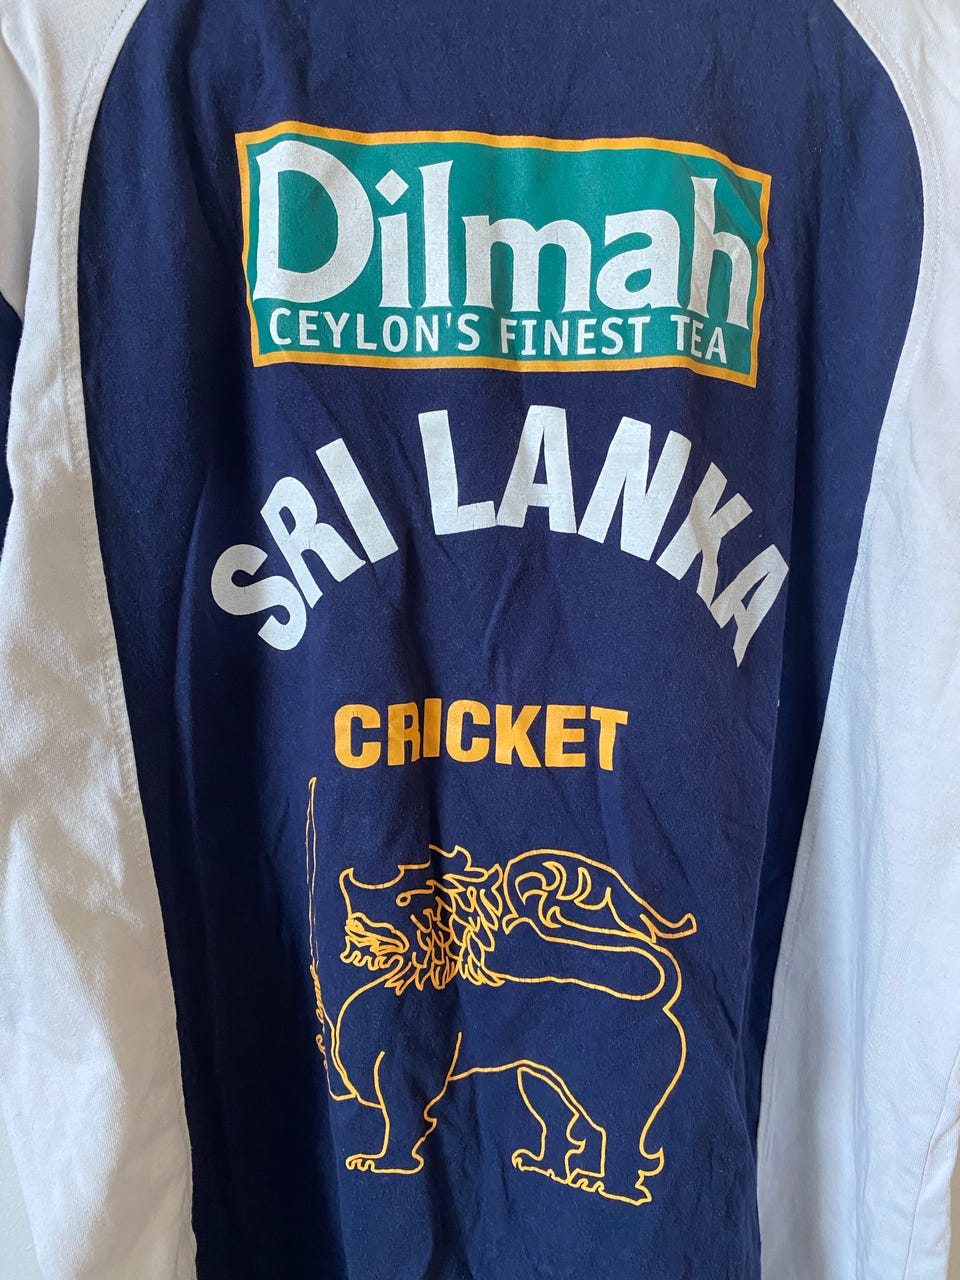 Dilmah
CEYLON'S FINEST TEA
SRI LANKA
CRICKET